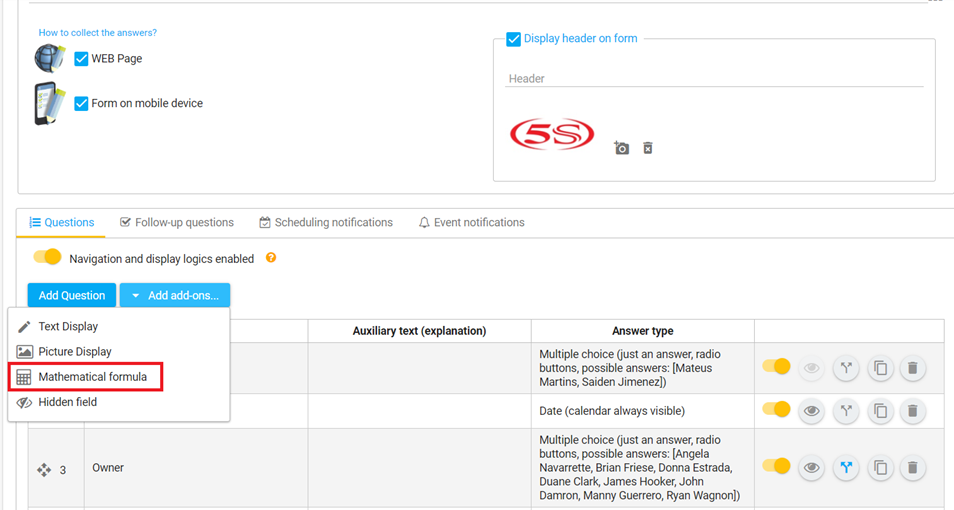 How to collect the answers?
WEB Page
Form on mobile device
Display header on form
Header
5S
Questions
Follow-up questions
Scheduling notifications
Event notifications
Navigation and display logics enabled
?
Add Question
Add add-ons...
Text Display
Picture Display
Mathematical formula
Hidden field
Auxiliary text (explanation)
Answer type
Multiple choice (just an answer, radio
buttons, possible answers: [Mateus
Martins, Saiden Jimenez])
Date (calendar always visible)
3
Owner
Multiple choice (just an answer, radio
buttons, possible answers: [Angela
Navarrette, Brian Friese, Donna Estrada,
Duane Clark, James Hooker, John
Damron, Manny Guerrero, Ryan Wagnon])